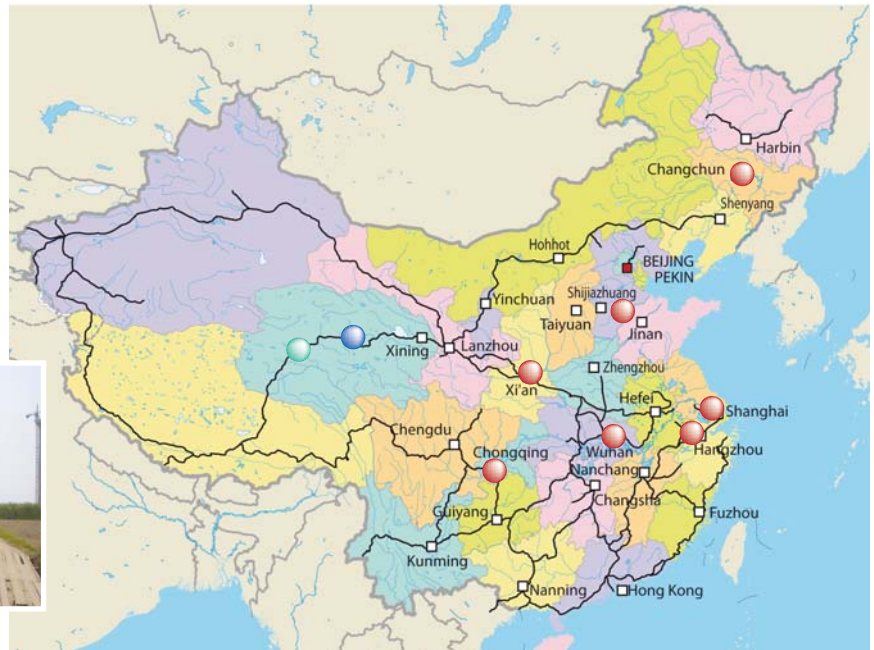 Harbin
Changchun
Shenyang
Hohhot
BEIJING
PEKIN
Yinchuan
Shijiazhuang
Taiyuan
Jinan
Xining
Lanzhou
Zhengzhou
Xi'an
Hefei
Shanghai
Chengdu
Wuhan
Hangzhou
Chongqing
Nanchang
Changsha
Guiyang
Fuzhou
Kunming
Nanning
Hong Kong